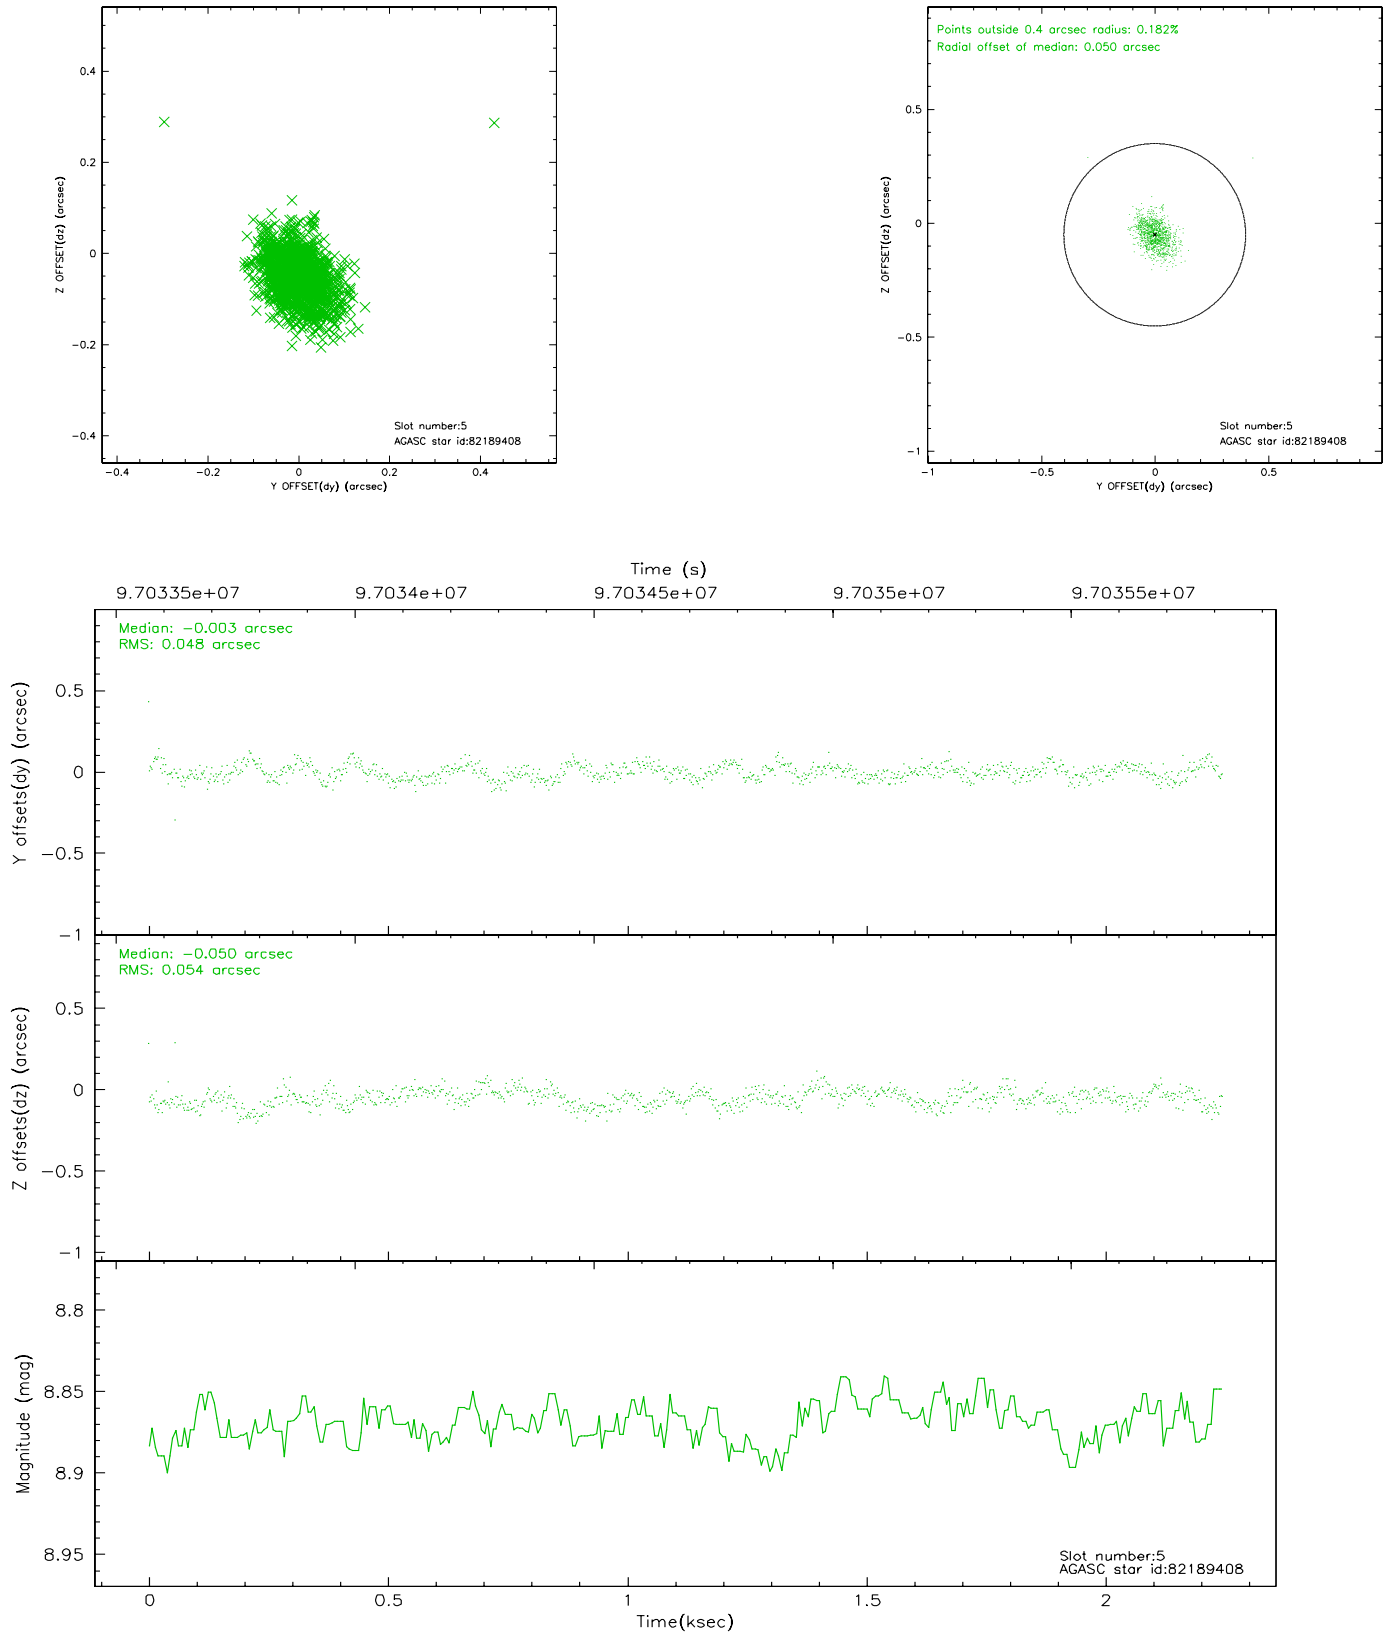 0.4
0.2
0
−0.2
−0.4
Z OFFSET(dz) (arcsec)
Slot number:5
AGASC star id:82189408
−0.4
−0.2
0
0.2
0.4
Y OFFSET(dy) (arcsec)
Points outside 0.4 arcsec radius: 0.182%
Radial offset of median: 0.050 arcsec
0.5
0
−0.5
−1
Z OFFSET(dz) (arcsec)
Slot number:5
AGASC star id:82189408
−1
−0.5
0
0.5
Y OFFSET(dy) (arcsec)
Time (s)
9.70335e+07
9.7034e+07
9.70345e+07
9.7035e+07
9.70355e+07
Median: −0.003 arcsec
RMS: 0.048 arcsec
0.5
0
−0.5
−1
Y offsets(dy) (arcsec)
Median: −0.050 arcsec
RMS: 0.054 arcsec
0.5
0
−0.5
−1
Z offsets(dz) (arcsec)
8.8
8.85
8.9
8.95
Magnitude (mag)
Slot number:5
AGASC star id:82189408
0
0.5
1
1.5
2
Time(ksec)